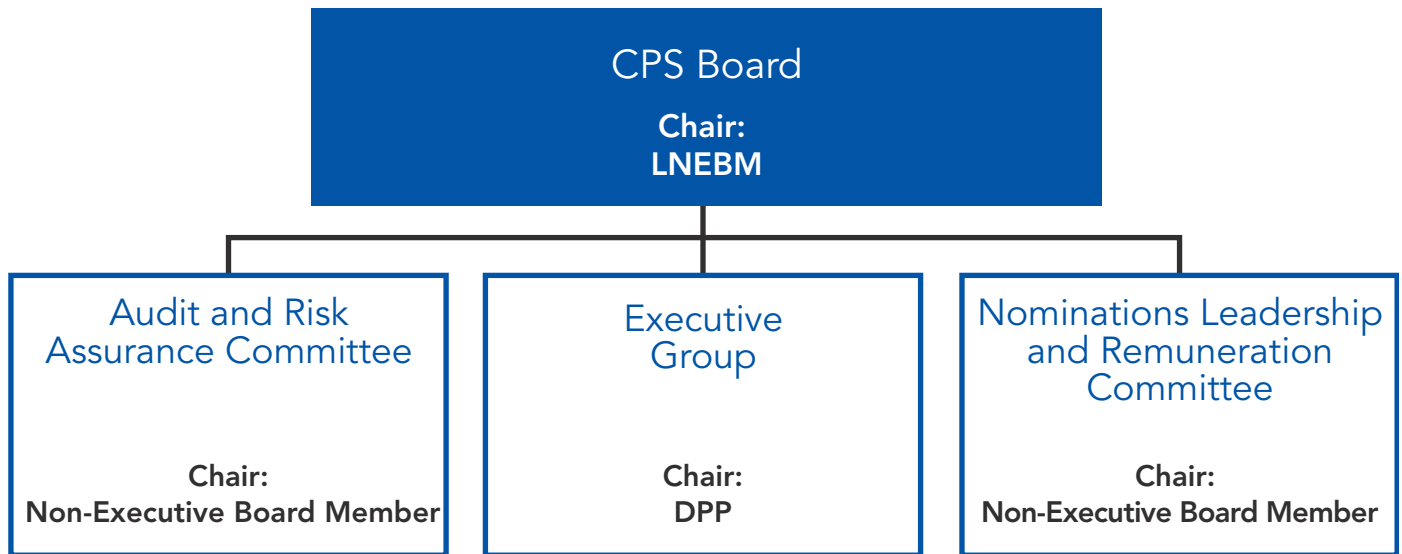 CPS Board
Chair:
LNEBM
Audit and Risk
Assurance Committee
Chair:
Non-Executive Board Member
Executive
Group
Chair:
DPP
Nominations Leadership
and Remuneration
Committee
Chair:
Non-Executive Board Member